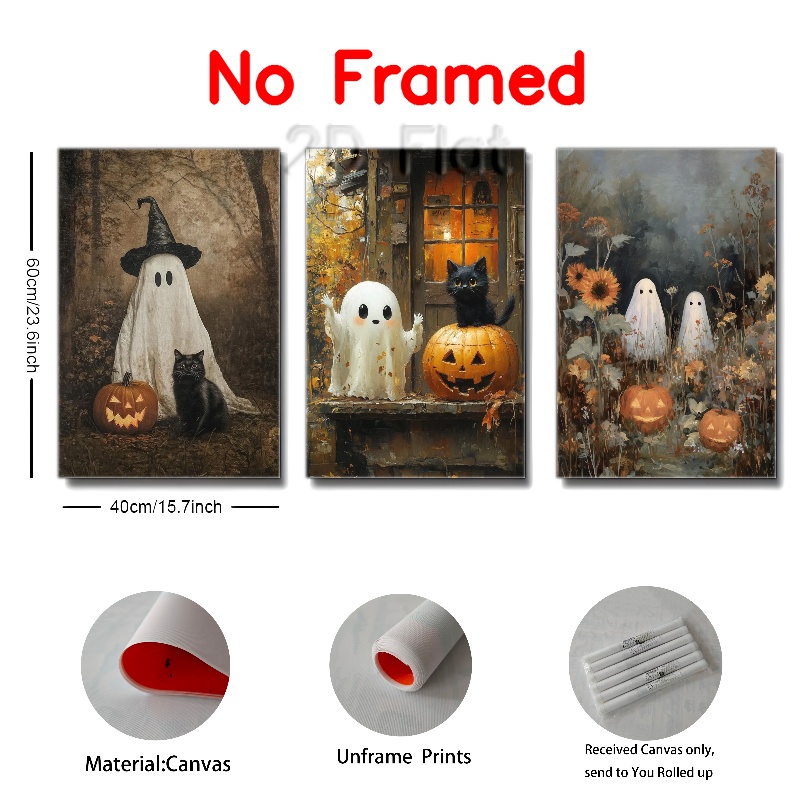 No Framed
2D Flat
60cm/23.6inch
40cm/15.7inch
Material:Canvas
Unframe Prints
Received Canvas only,
send to You Rolled up